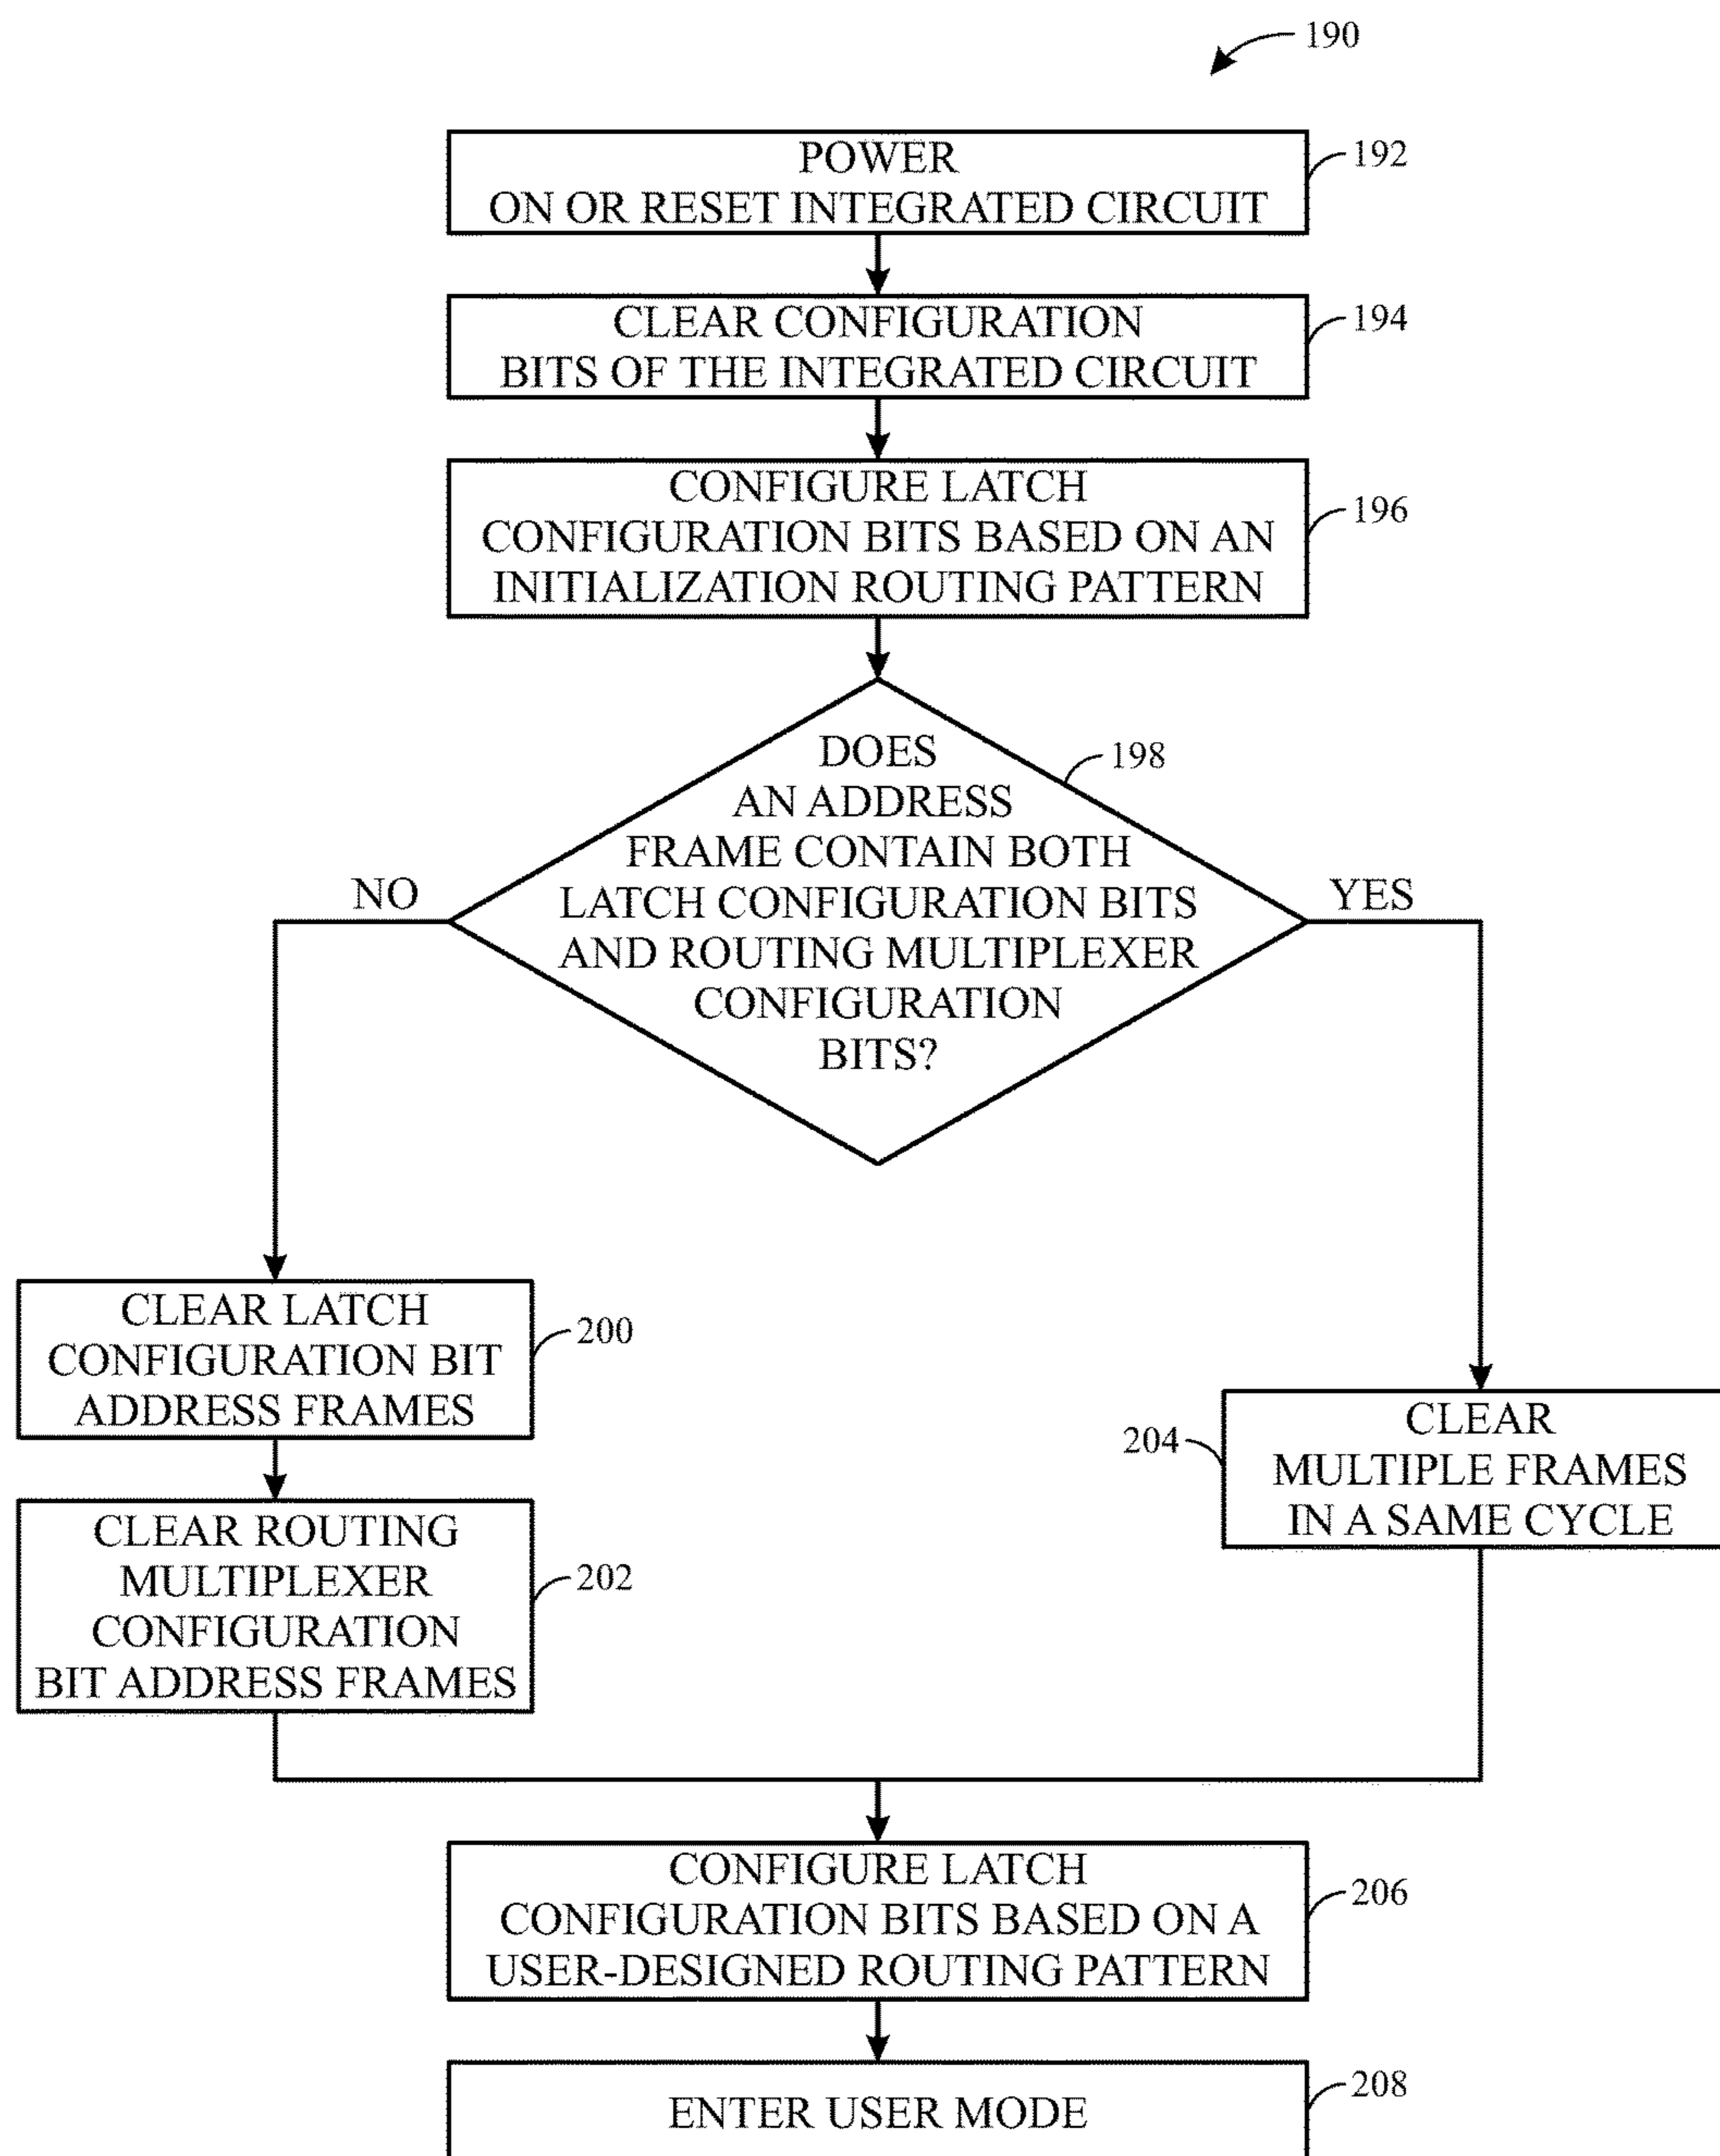 190
POWER
ON OR RESET INTEGRATED CIRCUIT
192
CLEAR CONFIGURATION
BITS OF THE INTEGRATED CIRCUIT
194
CONFIGURE LATCH
CONFIGURATION BITS BASED ON AN
INITIALIZATION ROUTING PATTERN
196
DOES
AN ADDRESS
FRAME CONTAIN BOTH
LATCH CONFIGURATION BITS
AND ROUTING MULTIPLEXER
CONFIGURATION
BITS?
198
NO
YES
CLEAR LATCH
CONFIGURATION BIT
ADDRESS FRAMES
200
CLEAR ROUTING
MULTIPLEXER
CONFIGURATION
BIT ADDRESS FRAMES
202
204
CLEAR
MULTIPLE FRAMES
IN A SAME CYCLE
CONFIGURE LATCH
CONFIGURATION BITS BASED ON A
USER-DESIGNED ROUTING PATTERN
206
ENTER USER MODE
208